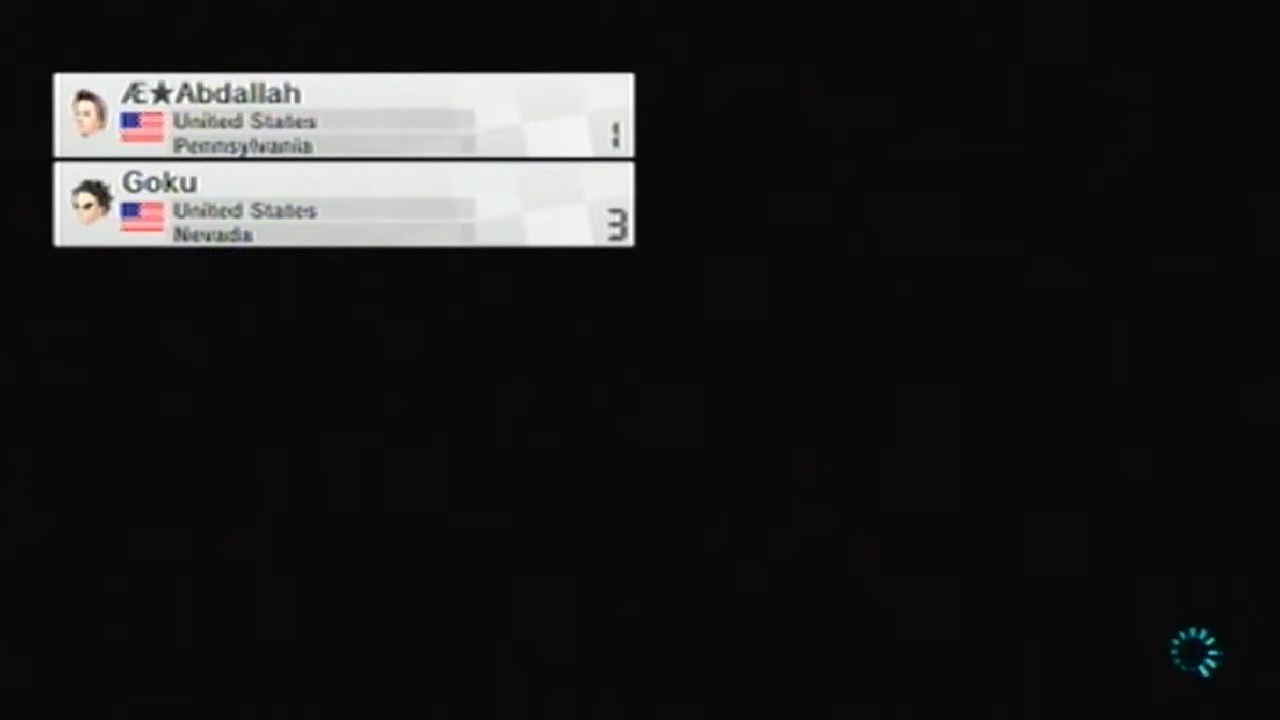 Æ★Abdallah
United States
Pennsylvania
1
Goku
United States
Nevada
3